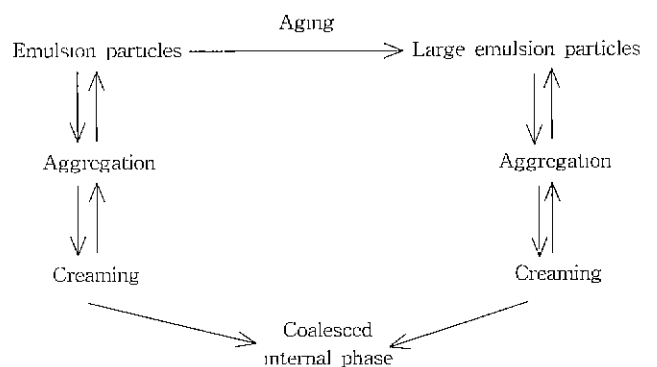 Aging
Emulsion particles
Large emulsion particles
Aggregation
Aggregation
Creaming
Creaming
Coalesced
internal phase